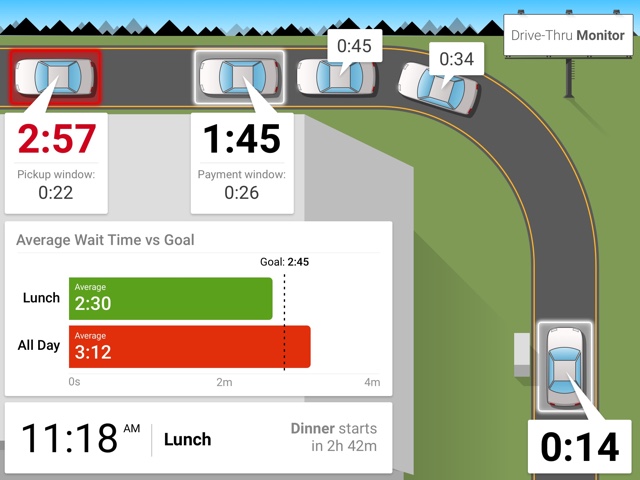 Drive-Thru Monitor
0:45
0:34
2:57
Pickup window:
0:22
1:45
Payment window:
0:26
Average Wait Time vs Goal
Goal: 2:45
Lunch
Average
2:30
All Day
Average
3:12
0s 2m 4m
11:18 AM
Lunch
Dinner starts
in 2h 42m
0:14